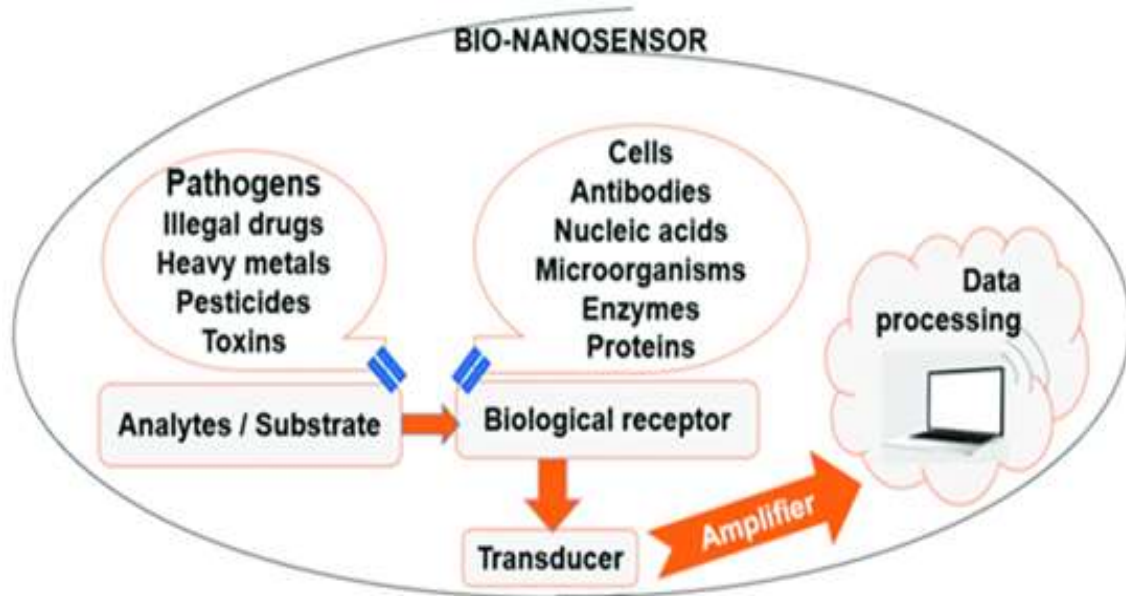 BIO-NANOSENSOR
Pathogens
Illegal drugs
Heavy metals
Pesticides
Toxins
Cells
Antibodies
Nucleic acids
Microorganisms
Enzymes
Proteins
Data
processing
Analytes / Substrate
Biological receptor
Amplifier
Transducer